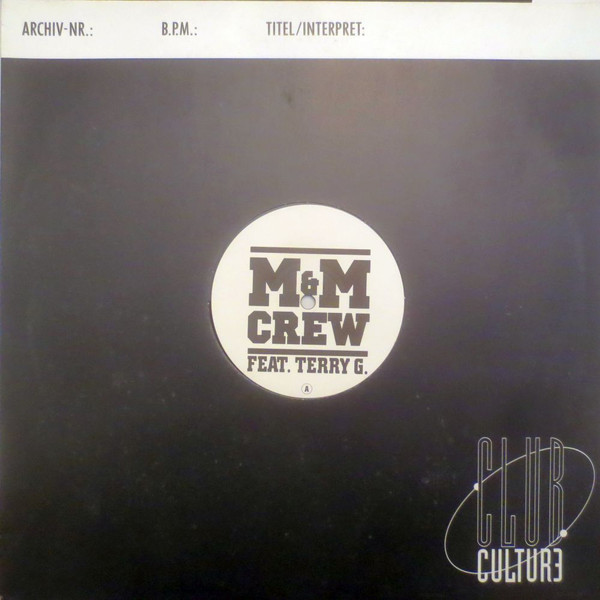 ARCHIV-NR.: B.P.M.: TITEL/INTERPRET:
M&M
CREW
FEAT. TERRY G.
A
CLUB
CULTURE